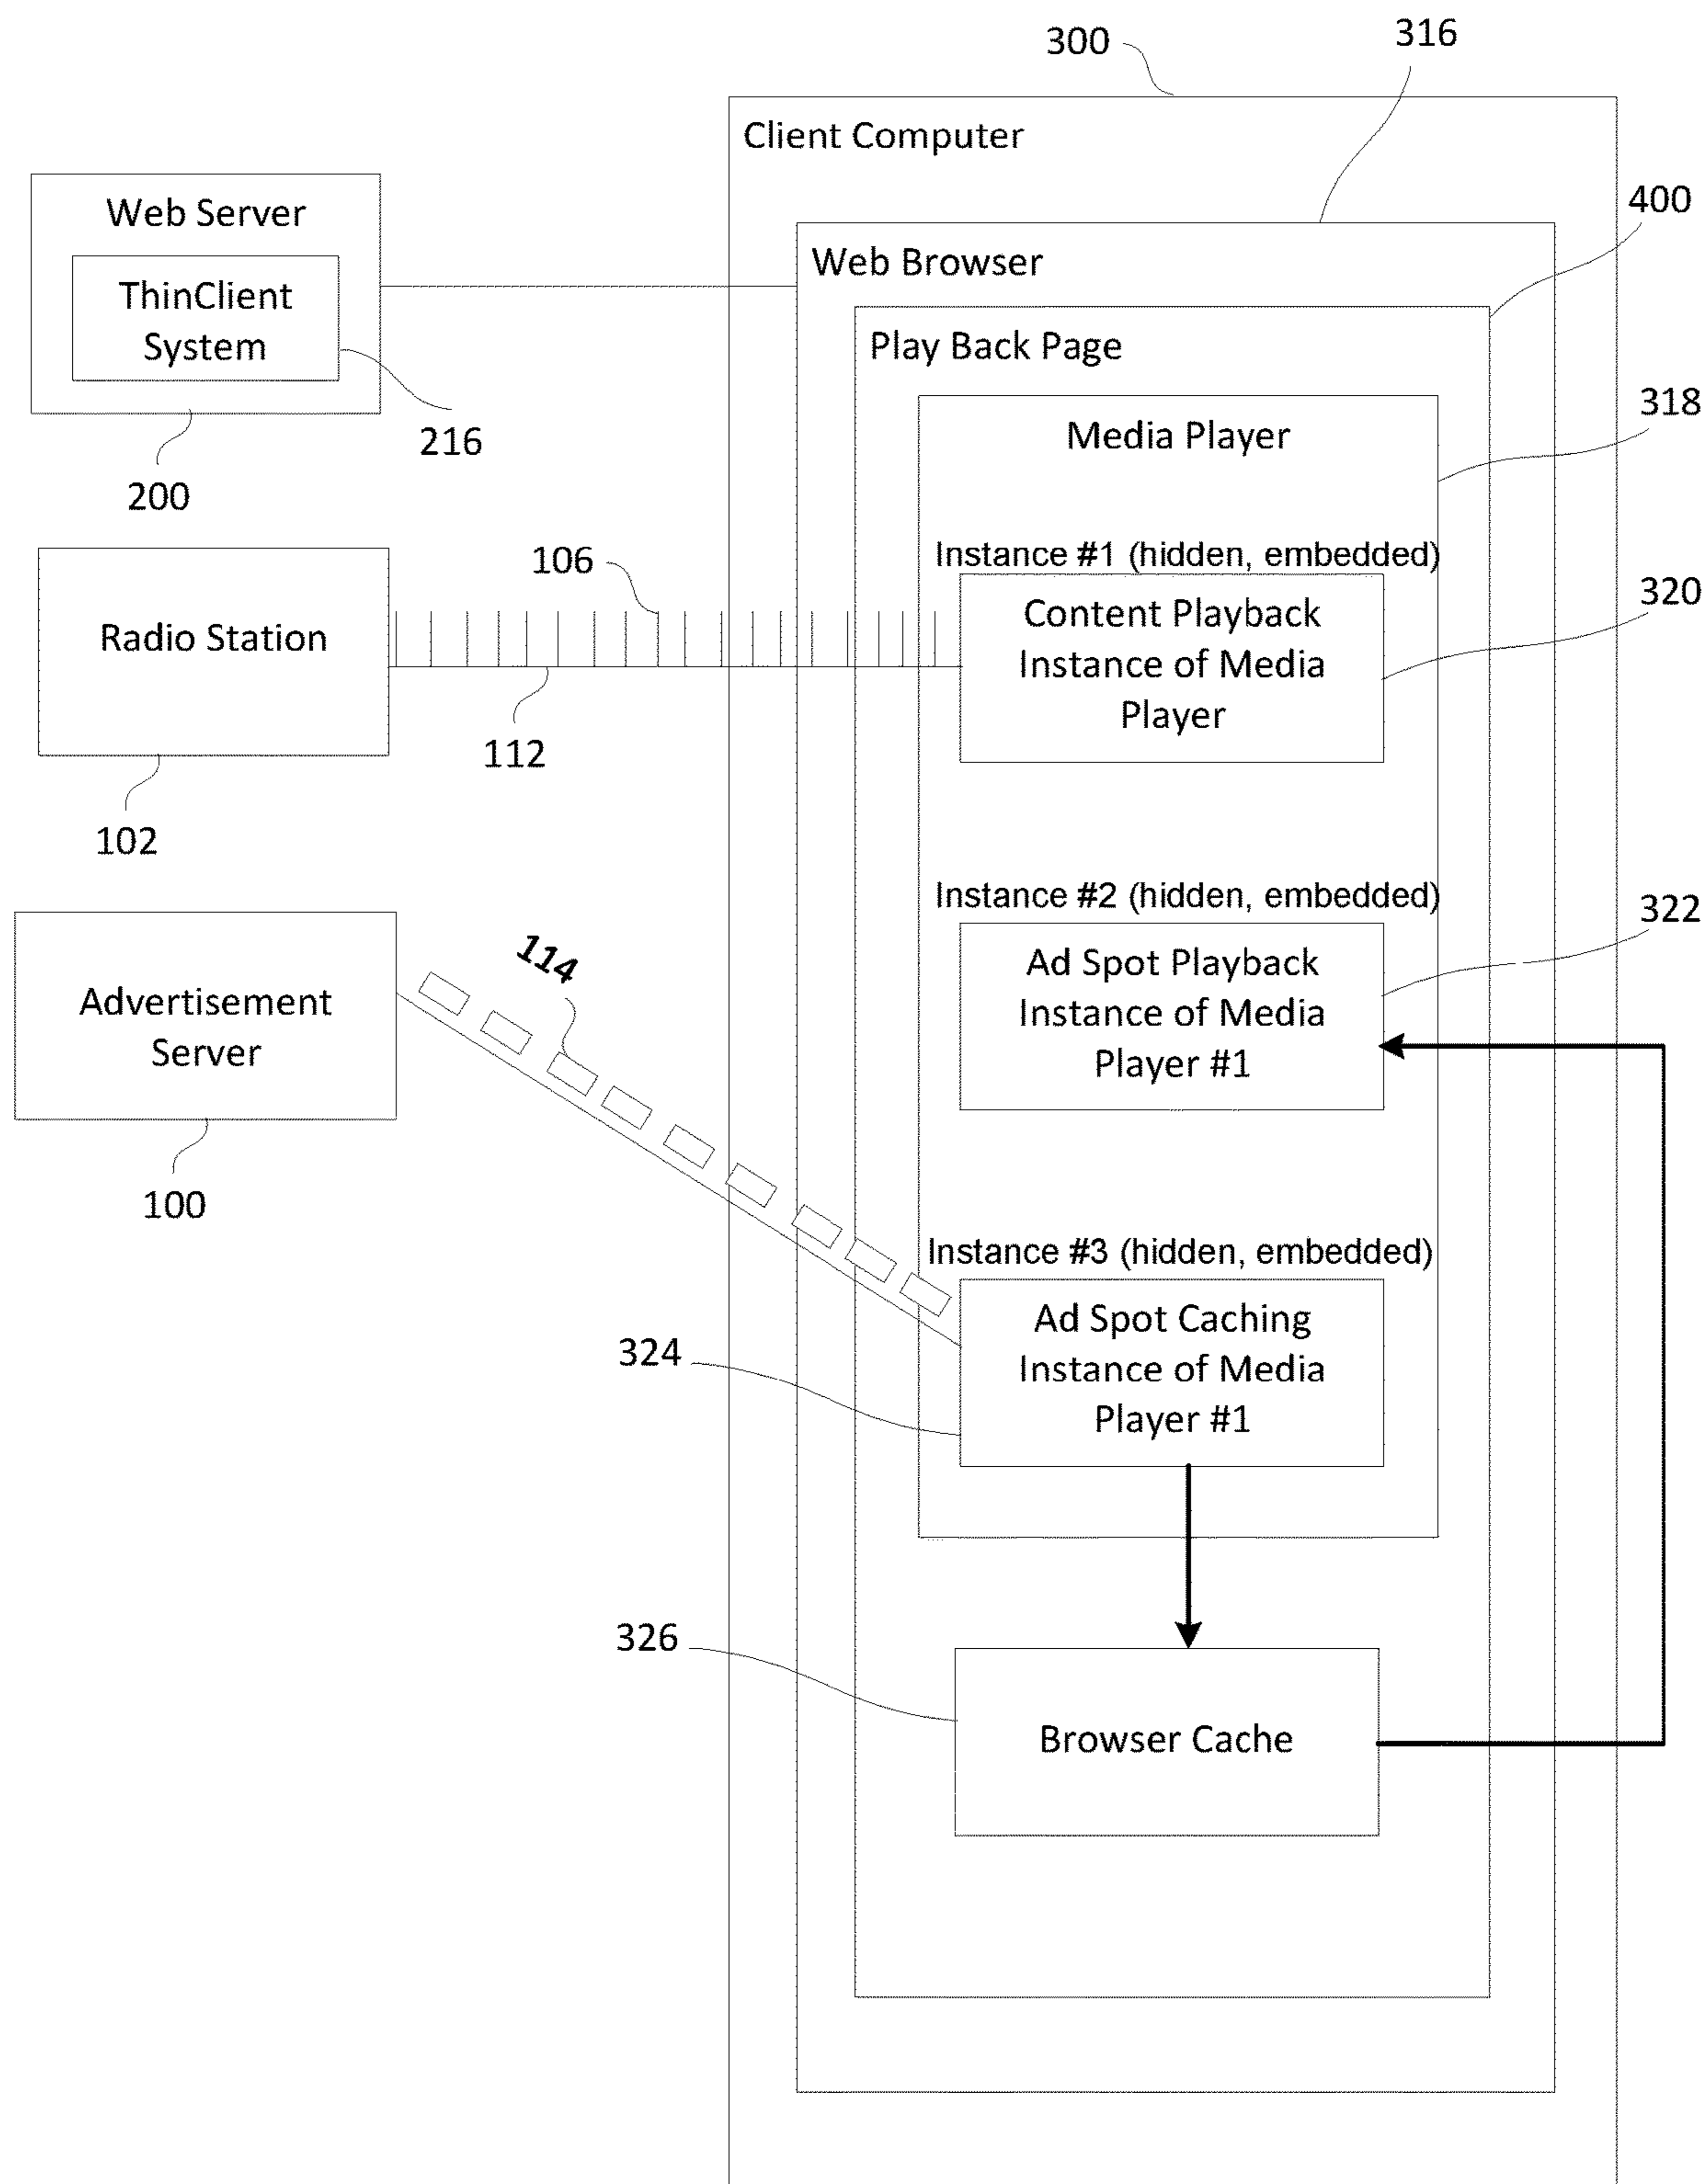 300
316
Client Computer
400
Web Server
ThinClient
System
Web Browser
Play Back Page
318
Media Player
216
200
Instance #1 (hidden, embedded)
106
320
Content Playback
Instance of Media
Player
Radio Station
112
102
Instance #2 (hidden, embedded)
322
Ad Spot Playback
Instance of Media
Player #1
114
Advertisement
Server
100
Instance #3 (hidden, embedded)
Ad Spot Caching
Instance of Media
Player #1
324
326
Browser Cache